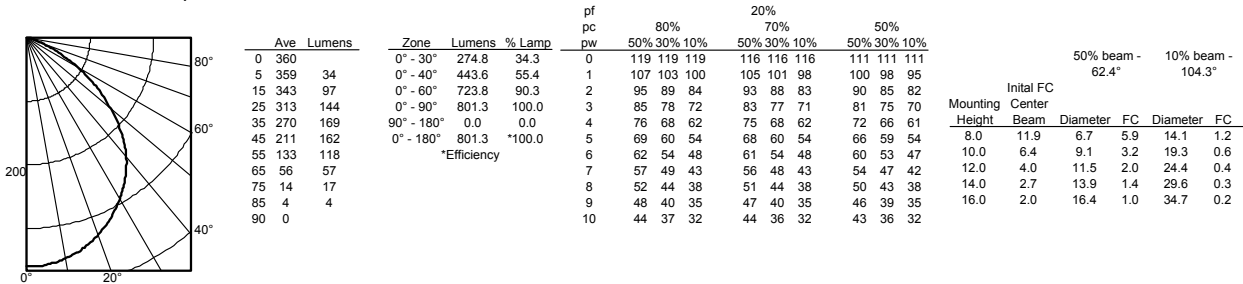 80°
60°
40°
20°
0°
200
Ave Lumens
0 360
5 359 34
15 343 97
25 313 144
35 270 169
45 211 162
55 133 118
65 56 57
75 14 17
85 4 4
90 0
Zone Lumens % Lamp
0° - 30° 274.8 34.3
0° - 40° 443.6 55.4
0° - 60° 723.8 90.3
0° - 90° 801.3 100.0
90° - 180° 0.0 0.0
0° - 180° 801.3 *100.0
*Efficiency
pf 20%
pc 80% 70% 50%
pw 50% 30% 10% 50% 30% 10% 50% 30% 10%
0 119 119 119 116 116 116 111 111 111
1 107 103 100 105 101 98 100 98 95
2 95 89 84 93 88 83 90 85 82
3 85 78 72 83 77 71 81 75 70
4 76 68 62 75 68 62 72 66 61
5 69 60 54 68 60 54 66 59 54
6 62 54 48 61 54 48 60 53 47
7 57 49 43 56 48 43 54 47 42
8 52 44 38 51 44 38 50 43 38
9 48 40 35 47 40 35 46 39 35
10 44 37 32 44 36 32 43 36 32
50% beam - 10% beam -
62.4° 104.3°
Inital FC
Mounting Center
Height Beam Diameter FC Diameter FC
8.0 11.9 6.7 5.9 14.1 1.2
10.0 6.4 9.1 3.2 19.3 0.6
12.0 4.0 11.5 2.0 24.4 0.4
14.0 2.7 13.9 1.4 29.6 0.3
16.0 2.0 16.4 1.0 34.7 0.2